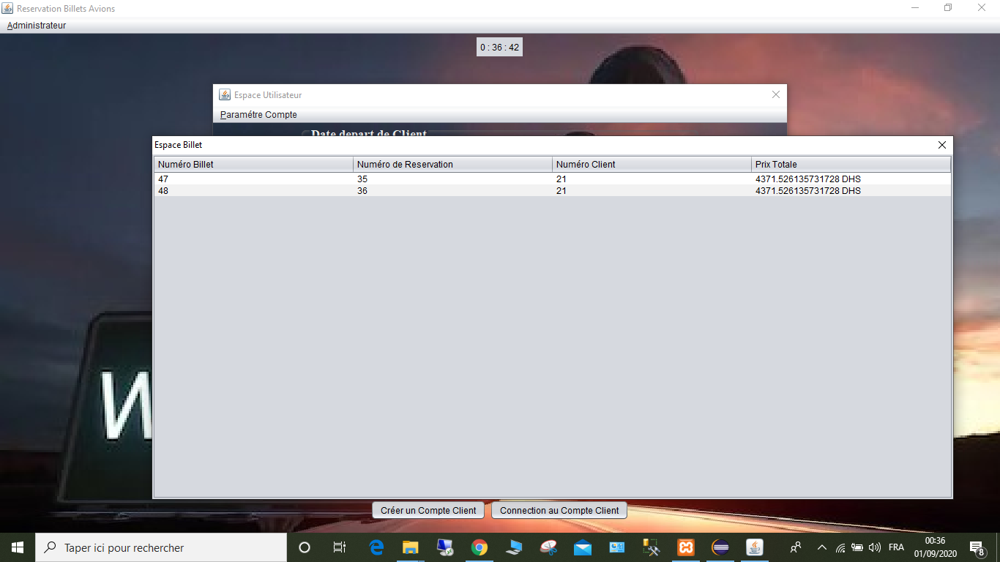 Reservation Billets Avions
Administrateur
0 : 36 : 42
Espace Utilisateur
Paramétre Compte
Date depart de Client
Espace Billet
Numéro Billet Numéro de Reservation Numéro Client Prix Totale
47 35 21 4371.526135731728 DHS
48 36 21 4371.526135731728 DHS
W
Créer un Compte Client Connection au Compte Client
Taper ici pour rechercher
FRA
00:36
01/09/2020
8